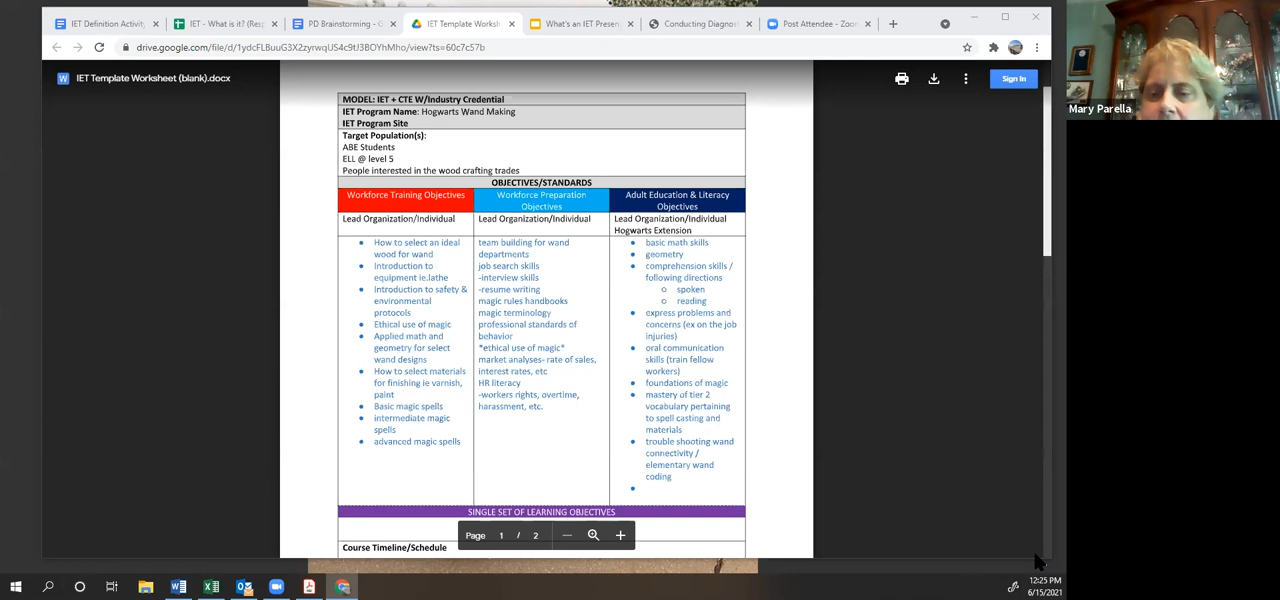 IET Definition Activity
IET - What is it? (Resp
PD Brainstorming - G
IET Template Worksh
What's an IET Present
Conducting Diagnost
Post Attendee - Zoom
drive.google.com/file/d/1ydcFLBuuG3X2zyrwqUS4c9tJ3BOYhMho/view?ts=60c7c57b
IET Template Worksheet (blank).docx
Sign In
Mary Parella
MODEL: IET + CTE W/Industry Credential
IET Program Name: Hogwarts Wand Making
IET Program Site
Target Population(s):
ABE Students
ELL @ level 5
People interested in the wood crafting trades
OBJECTIVES/STANDARDS
Workforce Training Objectives
Lead Organization/Individual
How to select an ideal
wood for wand
Introduction to
equipment ie.lathe
Introduction to safety &
environmental
protocols
Ethical use of magic
Applied math and
geometry for select
wand designs
How to select materials
for finishing ie varnish,
paint
Basic magic spells
intermediate magic
spells
advanced magic spells
Workforce Preparation
Objectives
Lead Organization/Individual
team building for wand
departments
job search skills
-interview skills
-resume writing
magic rules handbooks
magic terminology
professional standards of
behavior
*ethical use of magic*
market analyses- rate of sales,
interest rates, etc
HR literacy
-workers rights, overtime,
harassment, etc.
Adult Education & Literacy
Objectives
Lead Organization/Individual
Hogwarts Extension
basic math skills
geometry
comprehension skills /
following directions
spoken
reading
express problems and
concerns (ex on the job
injuries)
oral communication
skills (train fellow
workers)
foundations of magic
mastery of tier 2
vocabulary pertaining
to spell casting and
materials
trouble shooting wand
connectivity /
elementary wand
coding
SINGLE SET OF LEARNING OBJECTIVES
Page 1 / 2
Course Timeline/Schedule
12:25 PM
6/15/2021